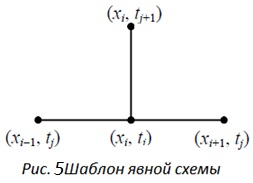 (xᵢ, tⱼ₊₁)
(xᵢ₋₁, tⱼ) (xᵢ, tᵢ) (xᵢ₊₁, tⱼ)
Рис. 5Шаблон явной схемы